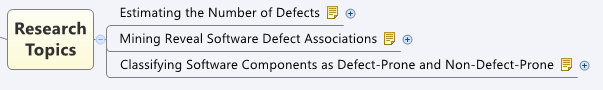 Research
Topics
Estimating the Number of Defects
Mining Reveal Software Defect Associations
Classifying Software Components as Defect-Prone and Non-Defect-Prone